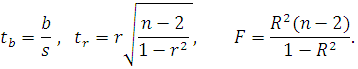 t_b = b/s , t_r = r√((n − 2)/(1 − r²)), F = R²(n − 2)/(1 − R²).